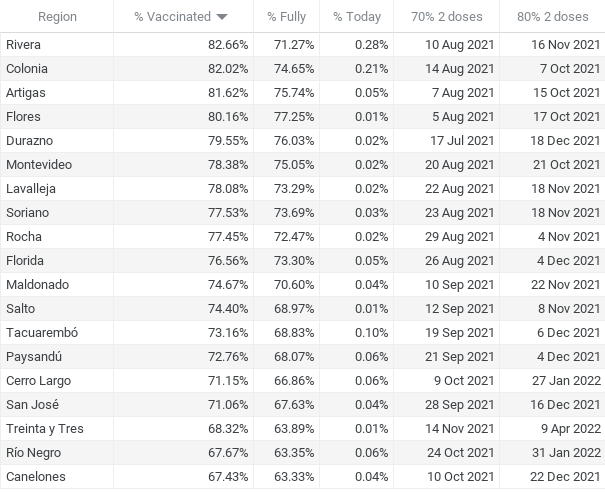 Region % Vaccinated % Fully % Today 70% 2 doses 80% 2 doses
Rivera 82.66% 71.27% 0.28% 10 Aug 2021 16 Nov 2021
Colonia 82.02% 74.65% 0.21% 14 Aug 2021 7 Oct 2021
Artigas 81.62% 75.74% 0.05% 7 Aug 2021 15 Oct 2021
Flores 80.16% 77.25% 0.01% 5 Aug 2021 17 Oct 2021
Durazno 79.55% 76.03% 0.02% 17 Jul 2021 18 Dec 2021
Montevideo 78.38% 75.05% 0.02% 20 Aug 2021 21 Oct 2021
Lavalleja 78.08% 73.29% 0.02% 22 Aug 2021 18 Nov 2021
Soriano 77.53% 73.69% 0.03% 23 Aug 2021 18 Nov 2021
Rocha 77.45% 72.47% 0.02% 29 Aug 2021 4 Nov 2021
Florida 76.56% 73.30% 0.05% 26 Aug 2021 4 Dec 2021
Maldonado 74.67% 70.60% 0.04% 10 Sep 2021 22 Nov 2021
Salto 74.40% 68.97% 0.01% 12 Sep 2021 8 Nov 2021
Tacuarembó 73.16% 68.83% 0.10% 19 Sep 2021 6 Dec 2021
Paysandú 72.76% 68.07% 0.06% 21 Sep 2021 4 Dec 2021
Cerro Largo 71.15% 66.86% 0.06% 9 Oct 2021 27 Jan 2022
San José 71.06% 67.63% 0.04% 28 Sep 2021 16 Dec 2021
Treinta y Tres 68.32% 63.89% 0.01% 14 Nov 2021 9 Apr 2022
Río Negro 67.67% 63.35% 0.06% 24 Oct 2021 31 Jan 2022
Canelones 67.43% 63.33% 0.04% 10 Oct 2021 22 Dec 2021